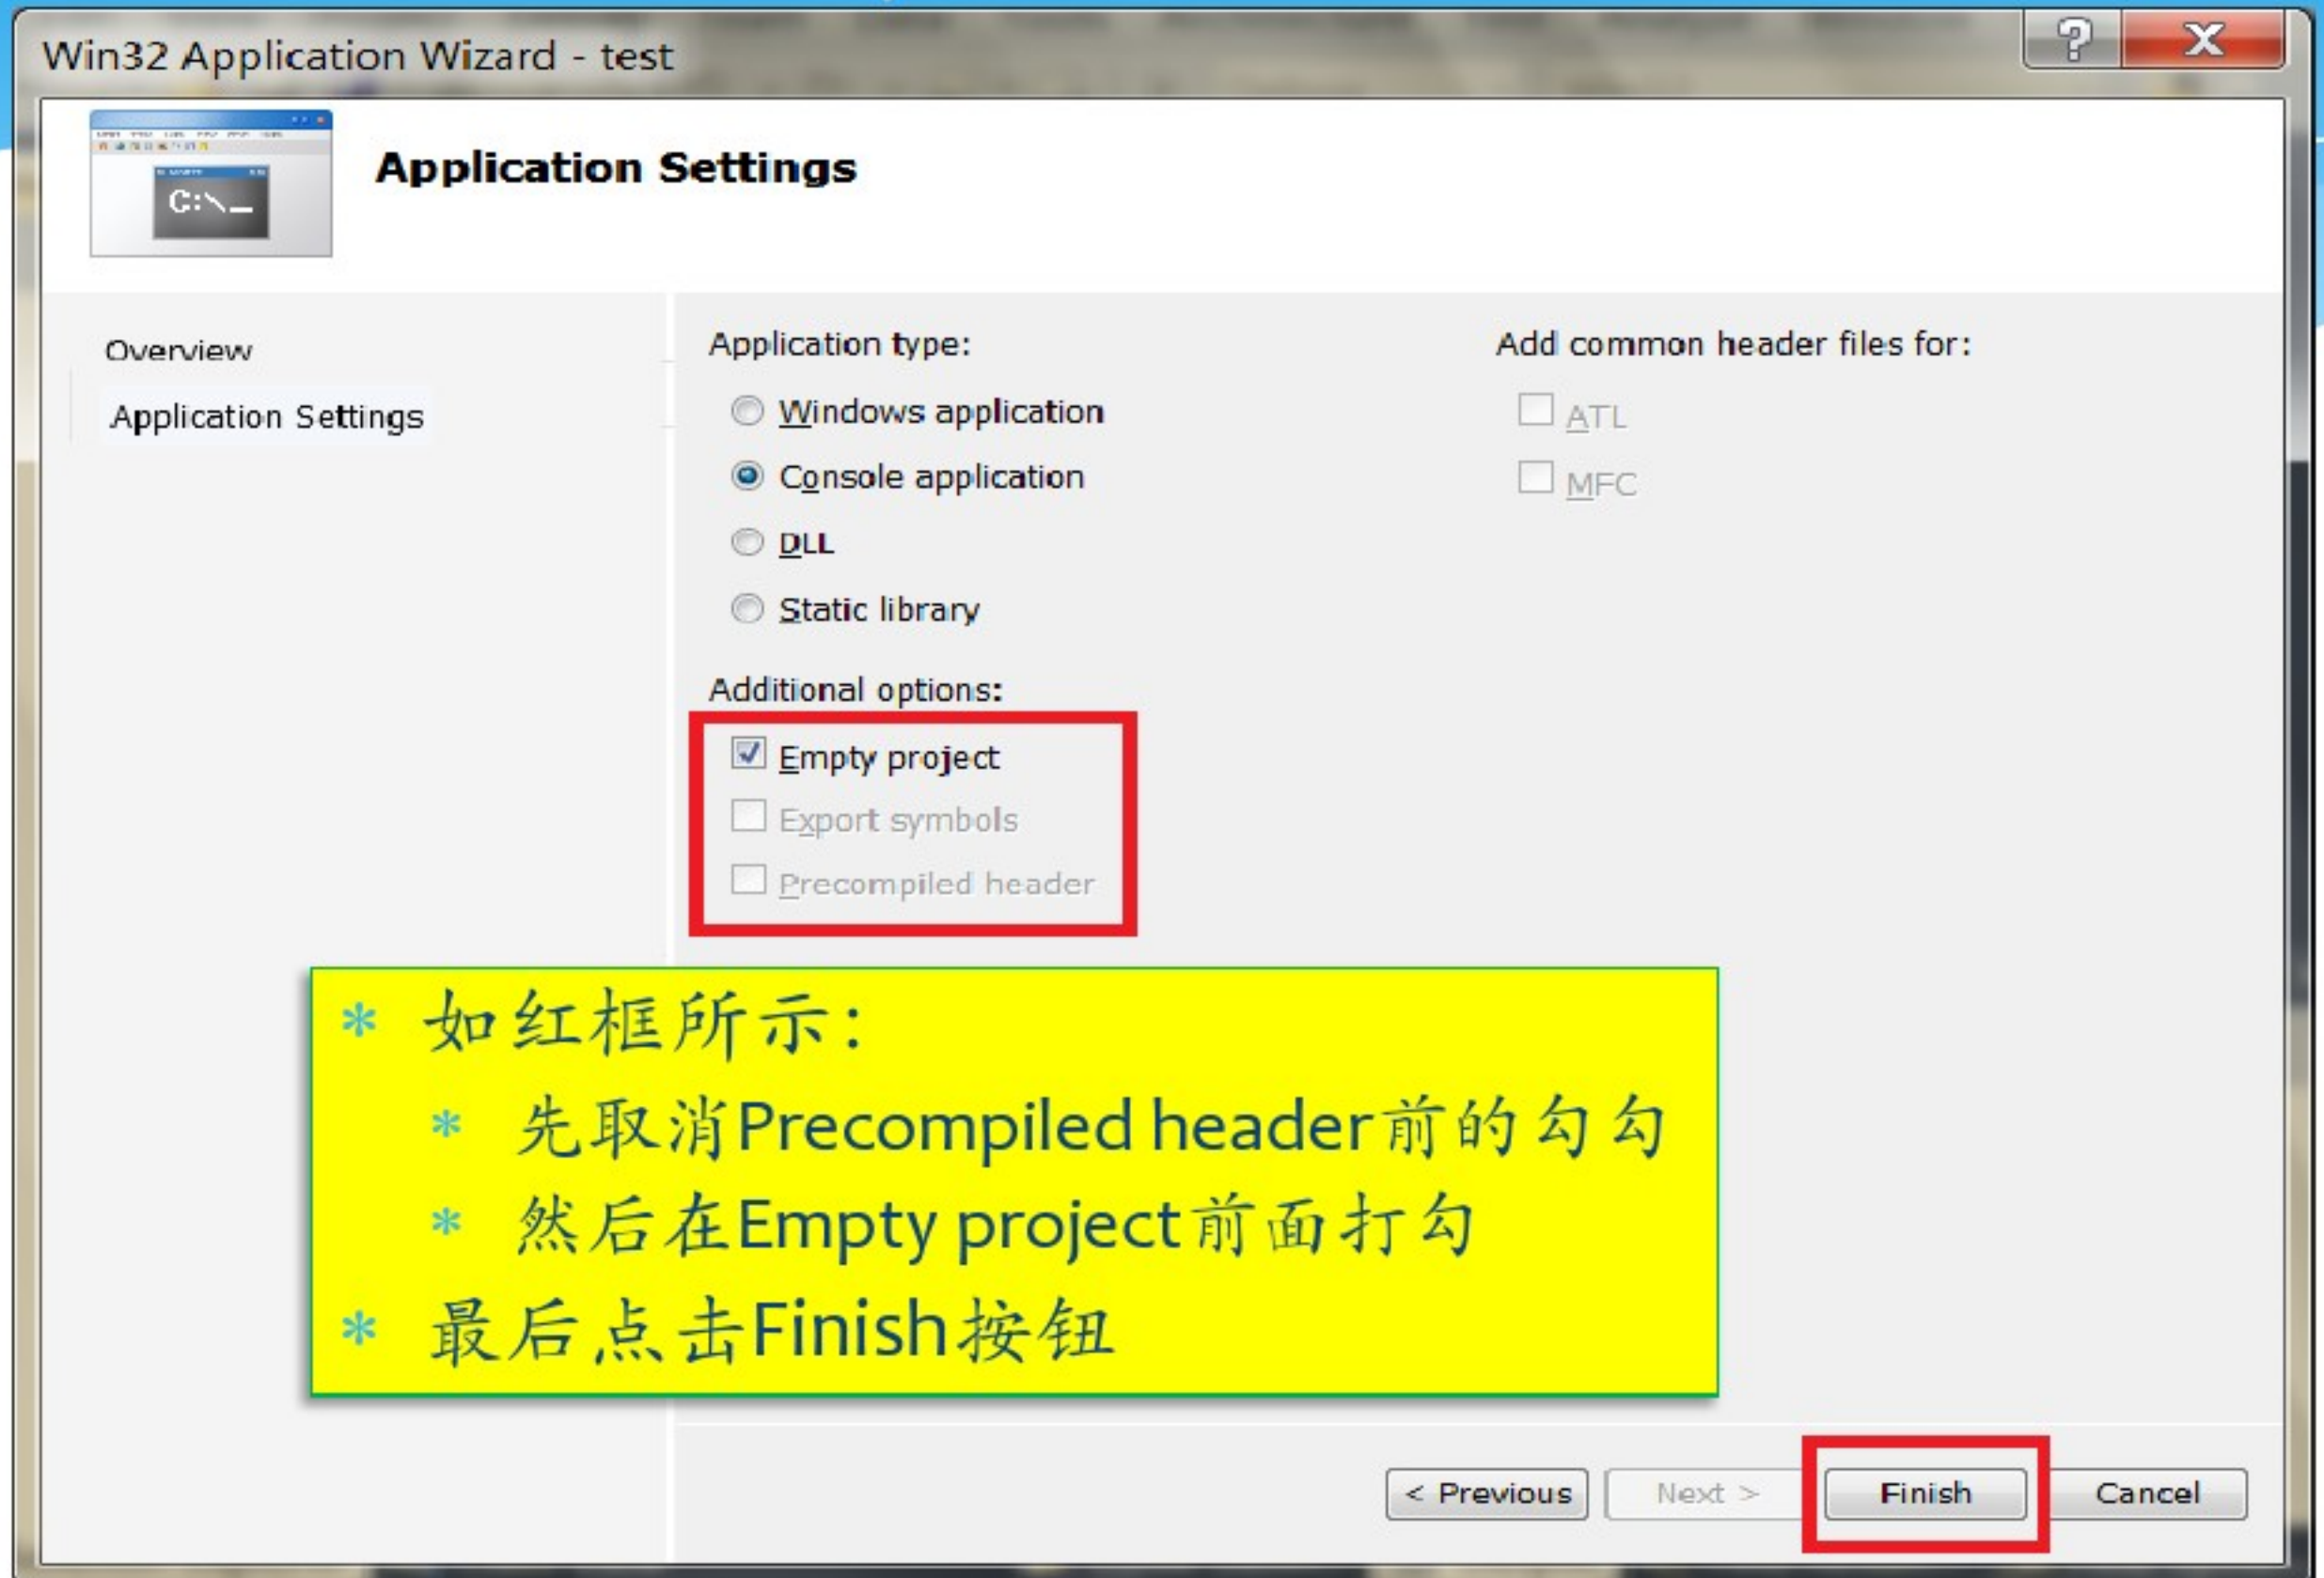 Win32 Application Wizard - test
C:\_
Application Settings
Overview
Application Settings
Application type:
Windows application
Console application
DLL
Static library
Additional options:
Empty project
Export symbols
Precompiled header
Add common header files for:
ATL
MFC
* 如红框所示:
* 先取消Precompiled header前的勾勾
* 然后在Empty project前面打勾
* 最后点击Finish按钮
< Previous
Next >
Finish
Cancel